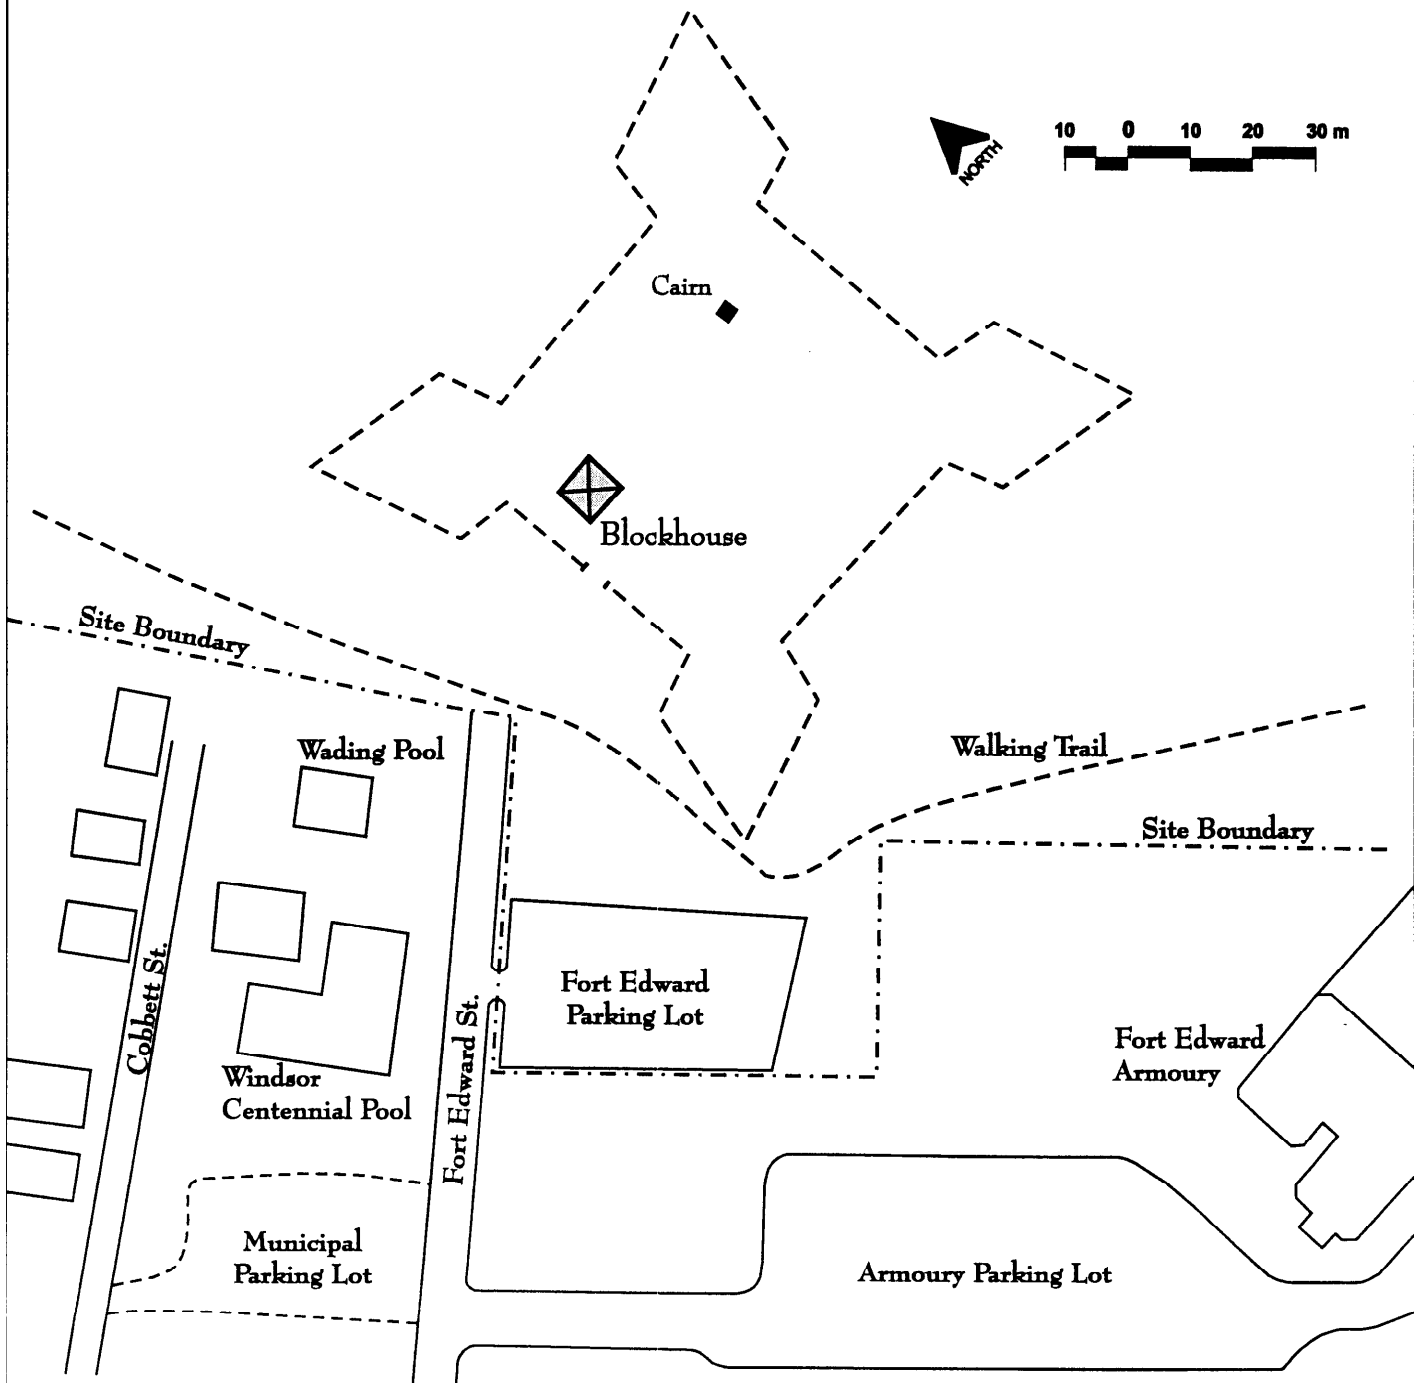 10 0 10 20 30 m
NORTH
Cairn
Blockhouse
Site Boundary
Wading Pool
Walking Trail
Site Boundary
Cobbett St.
Fort Edward St.
Fort Edward
Parking Lot
Fort Edward
Armoury
Windsor
Centennial Pool
Municipal
Parking Lot
Armoury Parking Lot